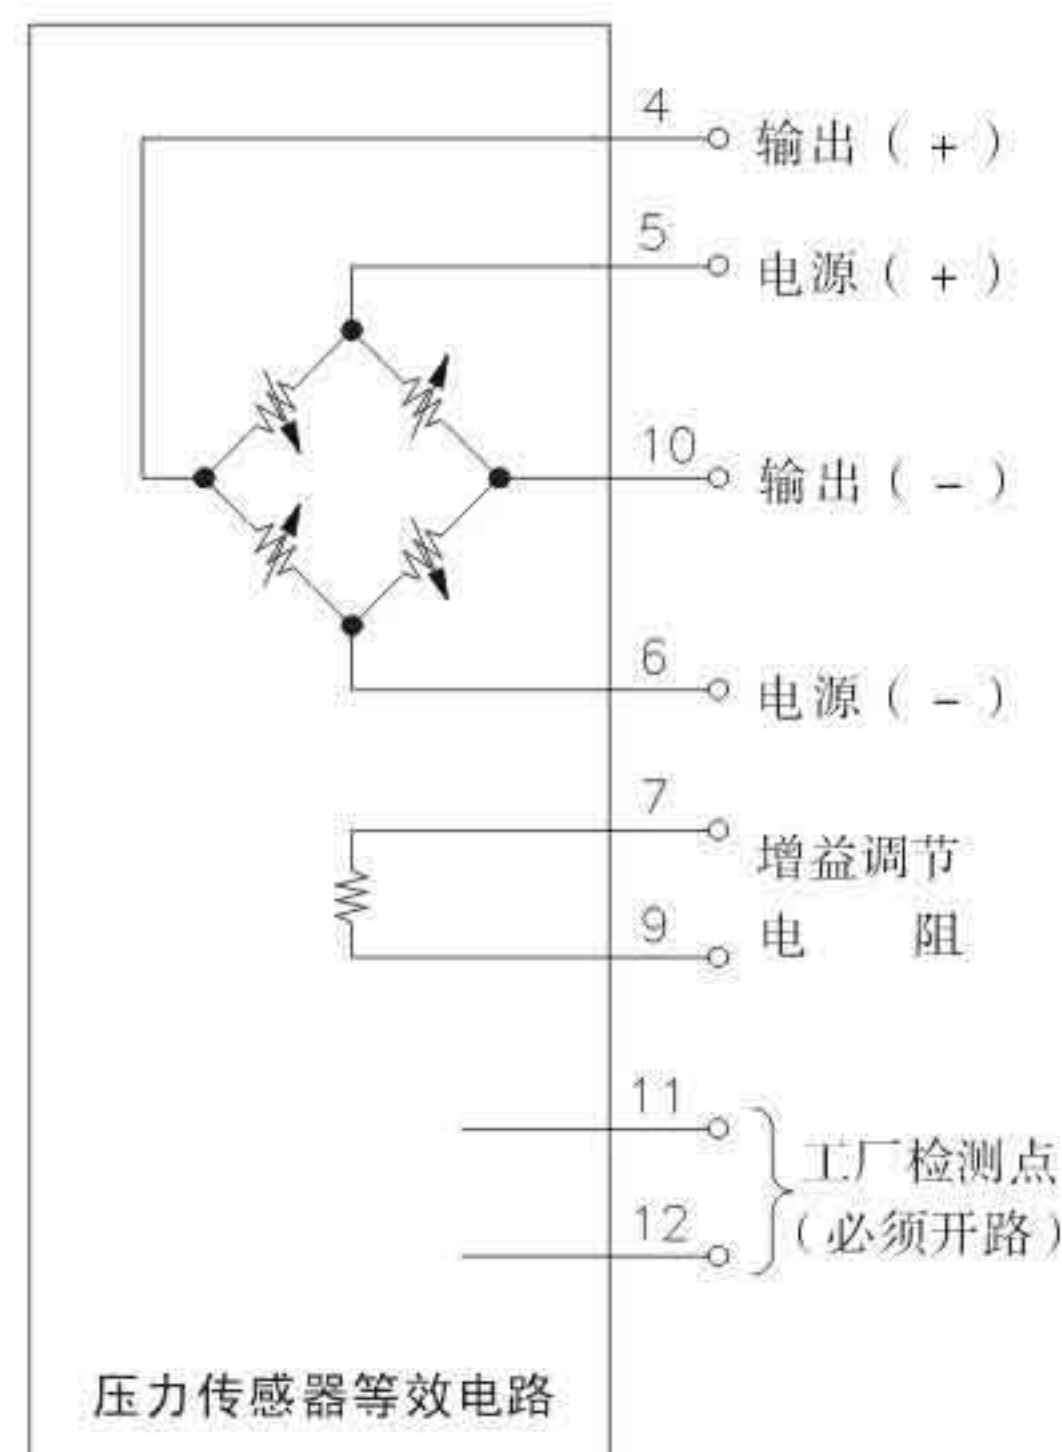 4
输出（+）
5
电源（+）
10
输出（-）
6
电源（-）
7
增益调节
9
电 阻
11
工厂检测点
12
（必须开路）
压力传感器等效电路